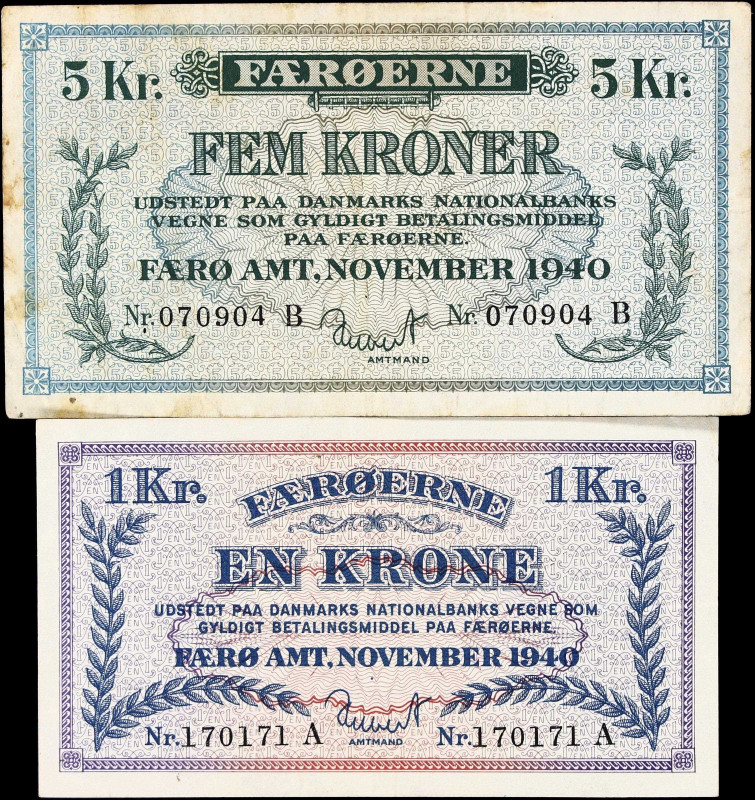 5 Kr. FÆRØERNE 5 Kr.
FEM KRONER
UDSTEDT PAA DANMARKS NATIONALBANKS
VEGNE SOM GYLDIGT BETALINGSMIDDEL
PAA FÆRØERNE.
FÆRØ AMT, NOVEMBER 1940
Nr. 070904 B Nr. 070904 B
AMTMAND
1 Kr. FÆRØERNE 1 Kr.
EN KRONE
UDSTEDT PAA DANMARKS NATIONALBANKS VEGNE SOM
GYLDIGT BETALINGSMIDDEL PAA FÆRØERNE.
FÆRØ AMT, NOVEMBER 1940
Nr. 170171 A Nr. 170171 A
AMTMAND